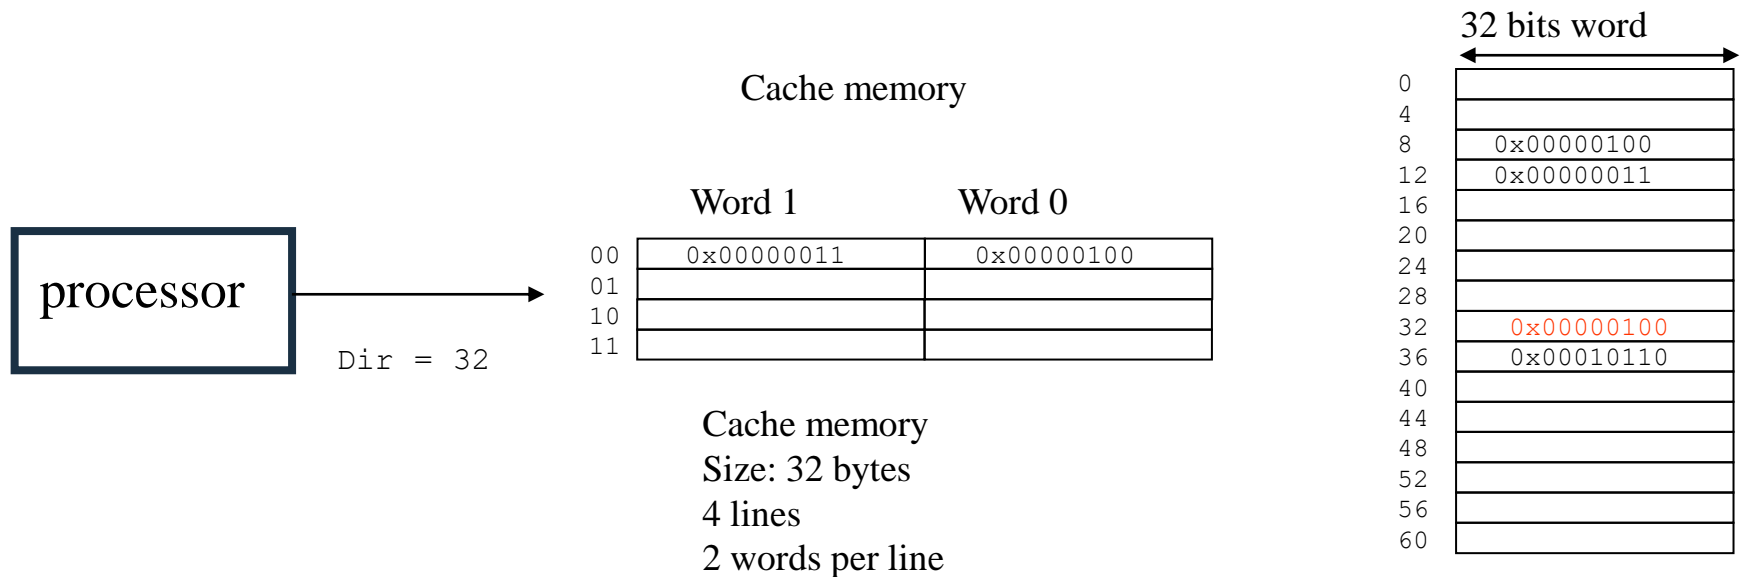 32 bits word
Cache memory
Word 1 Word 0
00 0x00000011 0x00000100
01
10
11
processor
Dir = 32
Cache memory
Size: 32 bytes
4 lines
2 words per line
0
4
8 0x00000100
12 0x00000011
16
20
24
28
32 0x00000100
36 0x00010110
40
44
48
52
56
60